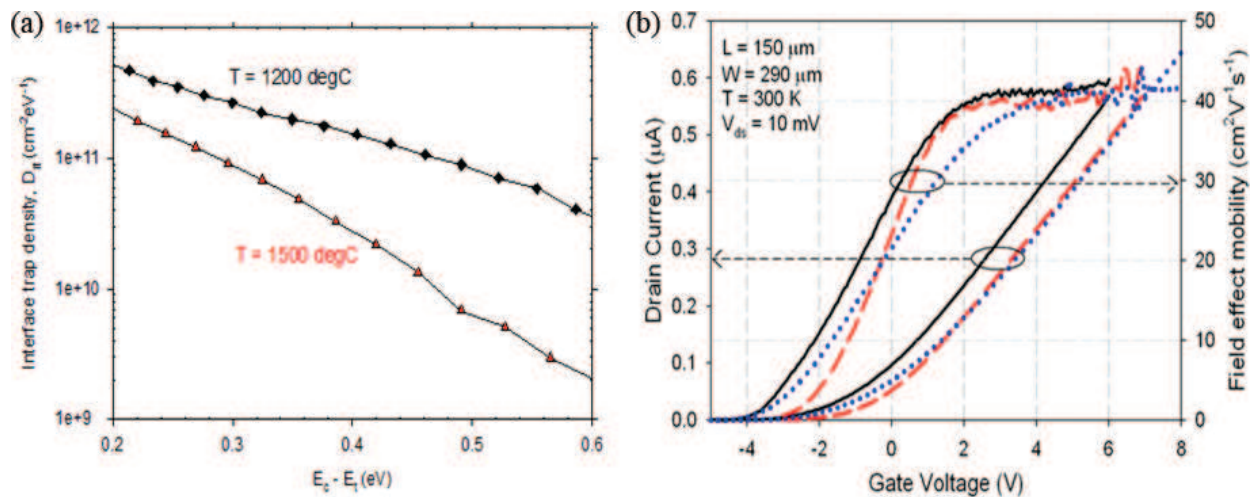 (a)
1e+12
1e+11
1e+10
1e+9
Interface trap density, D_it (cm⁻²eV⁻¹)
T = 1200 degC
T = 1500 degC
0.2 0.3 0.4 0.5 0.6
E_c - E_t (eV)
(b)
0.7
0.6
0.5
0.4
0.3
0.2
0.1
0.0
Drain Current (μA)
L = 150 μm
W = 290 μm
T = 300 K
V_ds = 10 mV
50
40
30
20
10
0
Field effect mobility (cm²V⁻¹s⁻¹)
-4 -2 0 2 4 6 8
Gate Voltage (V)